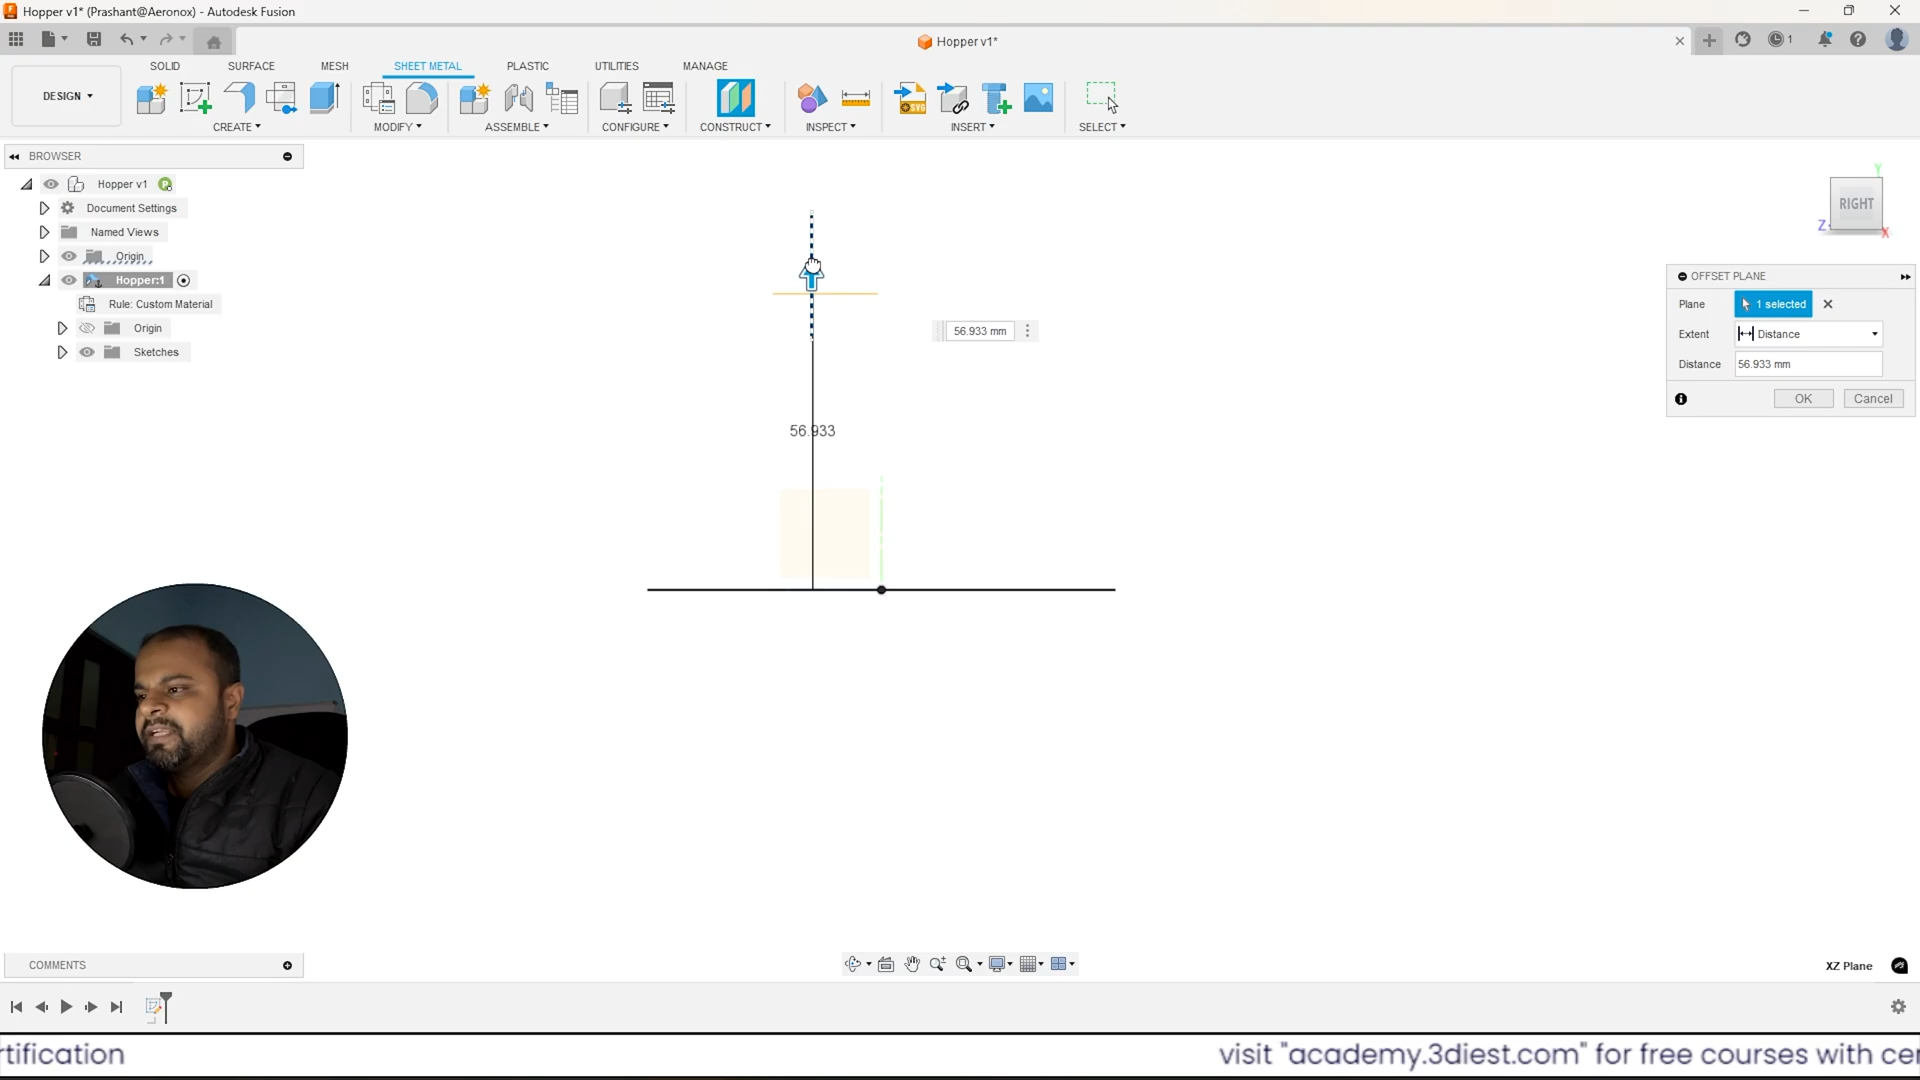 Hopper v1* (Prashant@Aeronox) - Autodesk Fusion
Hopper v1*
1
SOLID
SURFACE
MESH
SHEET METAL
PLASTIC
UTILITIES
MANAGE
DESIGN
CREATE
MODIFY
ASSEMBLE
CONFIGURE
CONSTRUCT
INSPECT
INSERT
SELECT
SVG
BROWSER
Hopper v1
Document Settings
Named Views
Origin
Hopper:1
Rule: Custom Material
Origin
Sketches
Y
RIGHT
Z
X
OFFSET PLANE
Plane
1 selected
Extent
Distance
Distance
56.933 mm
OK
Cancel
56.933 mm
56.933
COMMENTS
XZ Plane
rtification
visit "academy.3diest.com" for free courses with cer